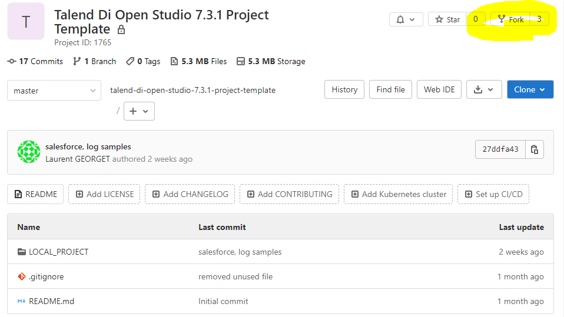 T
Talend Di Open Studio 7.3.1 Project
Template
Project ID: 1765
Star 0
Fork 3
17 Commits 1 Branch 0 Tags 5.3 MB Files 5.3 MB Storage
master
talend-di-open-studio-7.3.1-project-template
/ +
History Find file Web IDE Clone
salesforce, log samples
Laurent GEORGET authored 2 weeks ago
27ddfa43
README Add LICENSE Add CHANGELOG Add CONTRIBUTING Add Kubernetes cluster Set up CI/CD
Name Last commit Last update
LOCAL_PROJECT salesforce, log samples 2 weeks ago
.gitignore removed unused file 1 month ago
README.md Initial commit 1 month ago